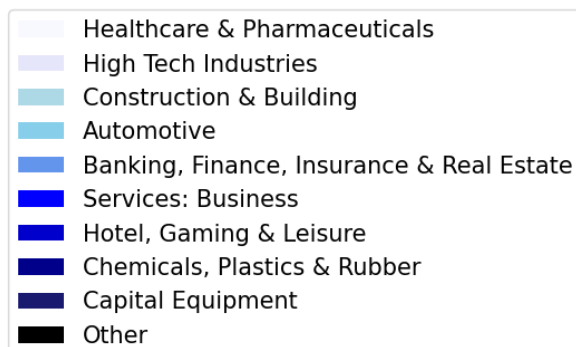 Healthcare & Pharmaceuticals
High Tech Industries
Construction & Building
Automotive
Banking, Finance, Insurance & Real Estate
Services: Business
Hotel, Gaming & Leisure
Chemicals, Plastics & Rubber
Capital Equipment
Other